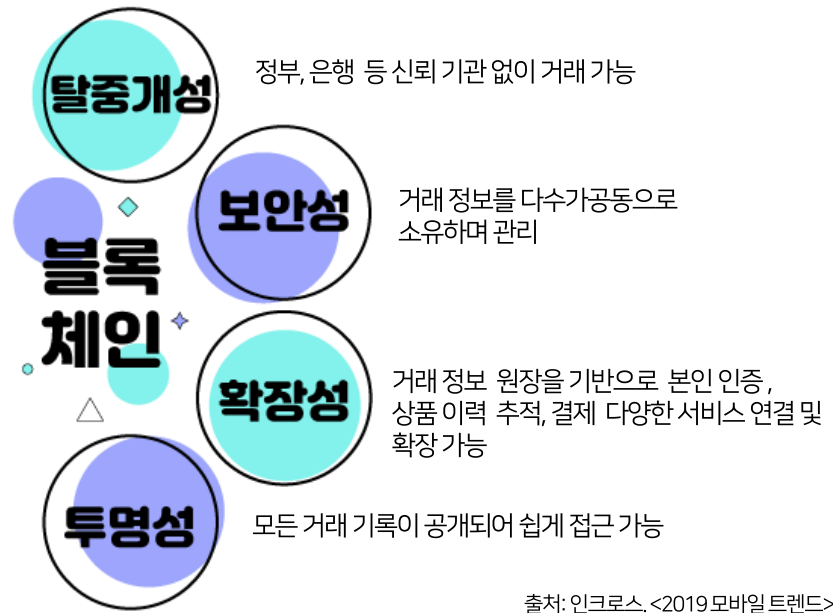 탈중개성
정부, 은행 등 신뢰 기관 없이 거래 가능
보안성
거래 정보를 다수가공동으로
소유하며 관리
블록
체인
확장성
거래 정보 원장을 기반으로 본인 인증,
상품 이력 추적, 결제 다양한 서비스 연결 및
확장 가능
투명성
모든 거래 기록이 공개되어 쉽게 접근 가능
출처: 인크로스. <2019 모바일 트렌드>